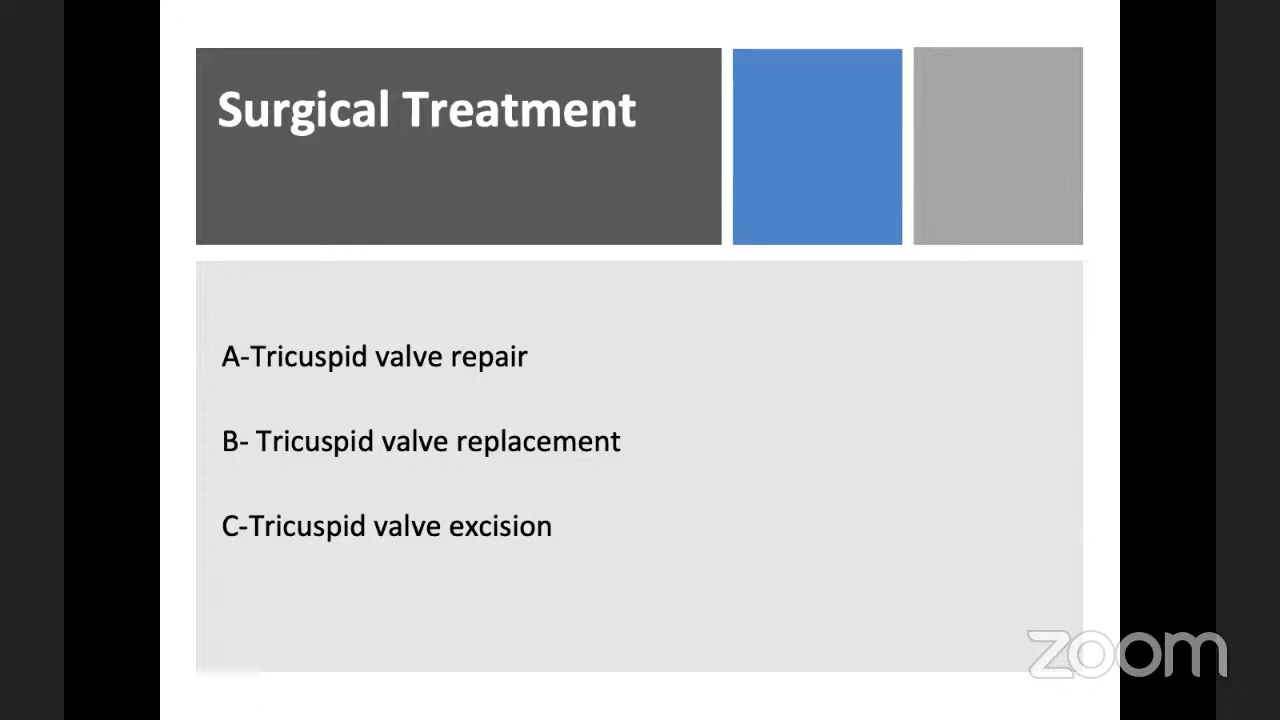 Surgical Treatment
A-Tricuspid valve repair
B- Tricuspid valve replacement
C-Tricuspid valve excision
zoom